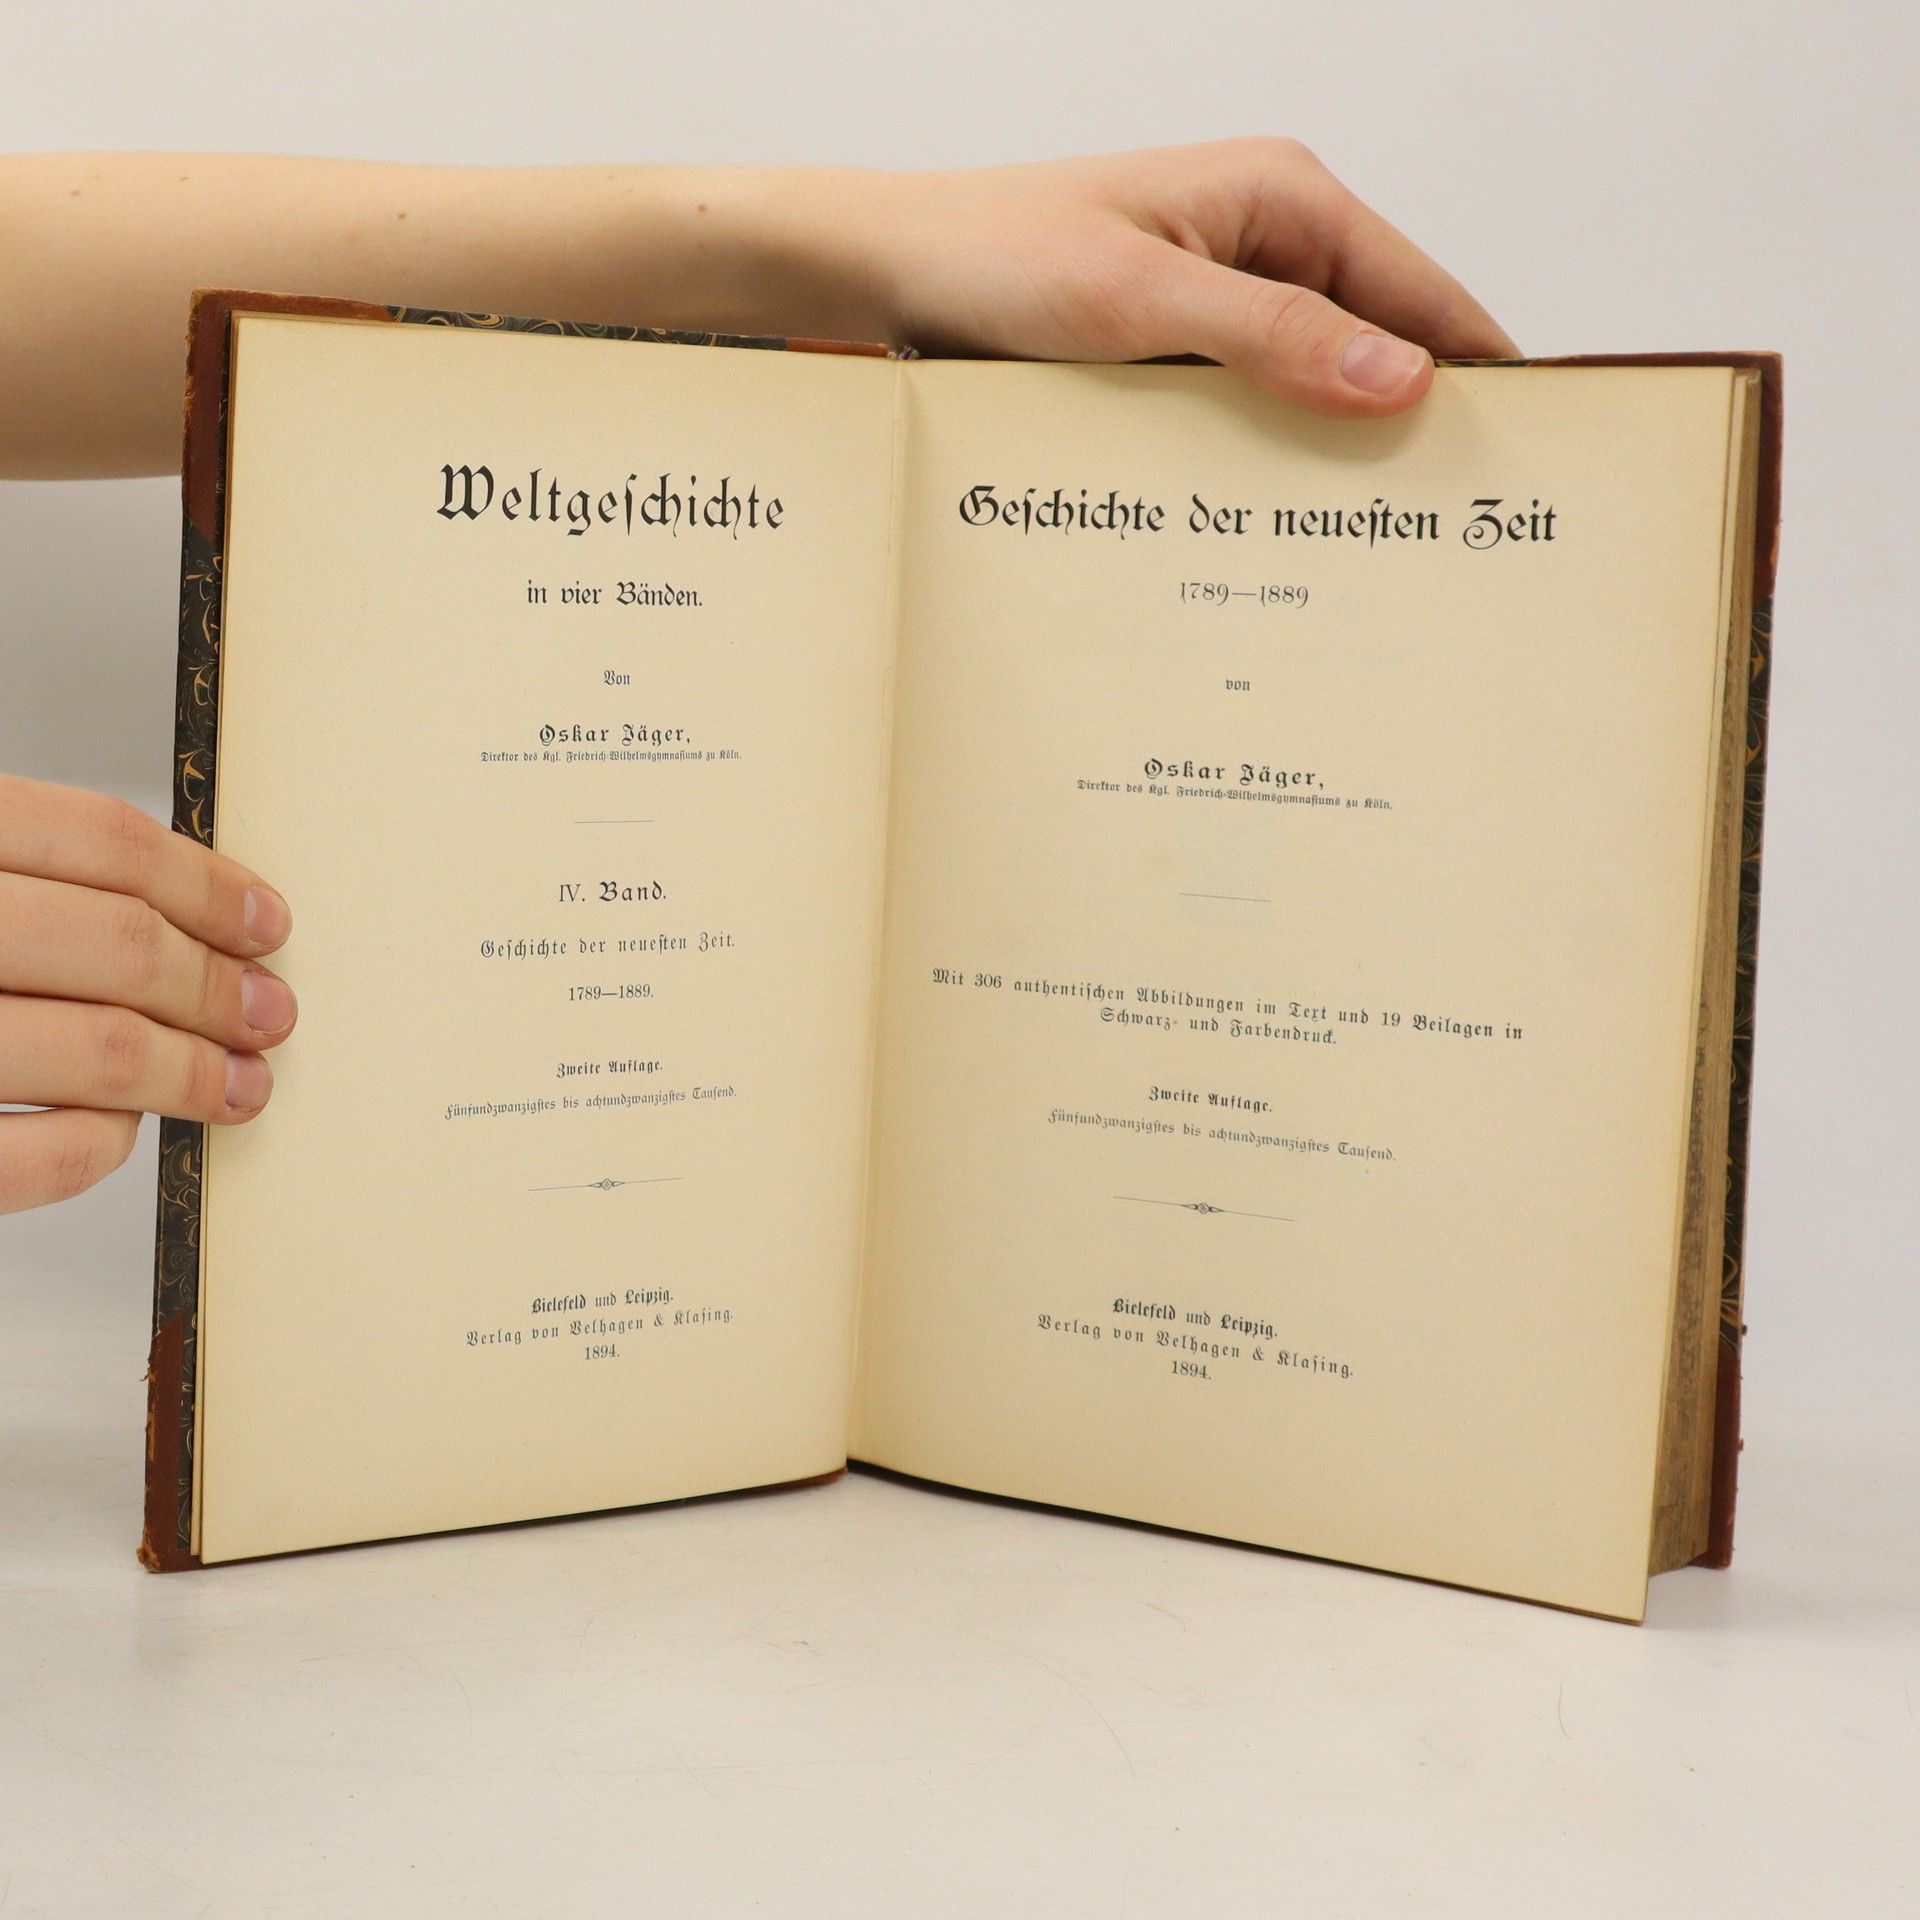 Weltgeſchichte
in vier Bänden.
Von
Oskar Jäger,
Direktor des Kgl. Friedrich-Wilhelmsgymnaſiums zu Köln.
IV. Band.
Geſchichte der neueſten Zeit.
1789—1889.
Zweite Auflage.
Fünfundzwanzigſtes bis achtundzwanzigſtes Tauſend.
Bielefeld und Leipzig.
Verlag von Velhagen & Klaſing.
1894.
Geſchichte der neueſten Zeit
1789—1889
von
Oskar Jäger,
Direktor des Kgl. Friedrich-Wilhelmsgymnaſiums zu Köln.
Mit 306 authentiſchen Abbildungen im Text und 19 Beilagen in
Schwarz- und Farbendruck.
Zweite Auflage.
Fünfundzwanzigſtes bis achtundzwanzigſtes Tauſend.
Bielefeld und Leipzig.
Verlag von Velhagen & Klaſing.
1894.